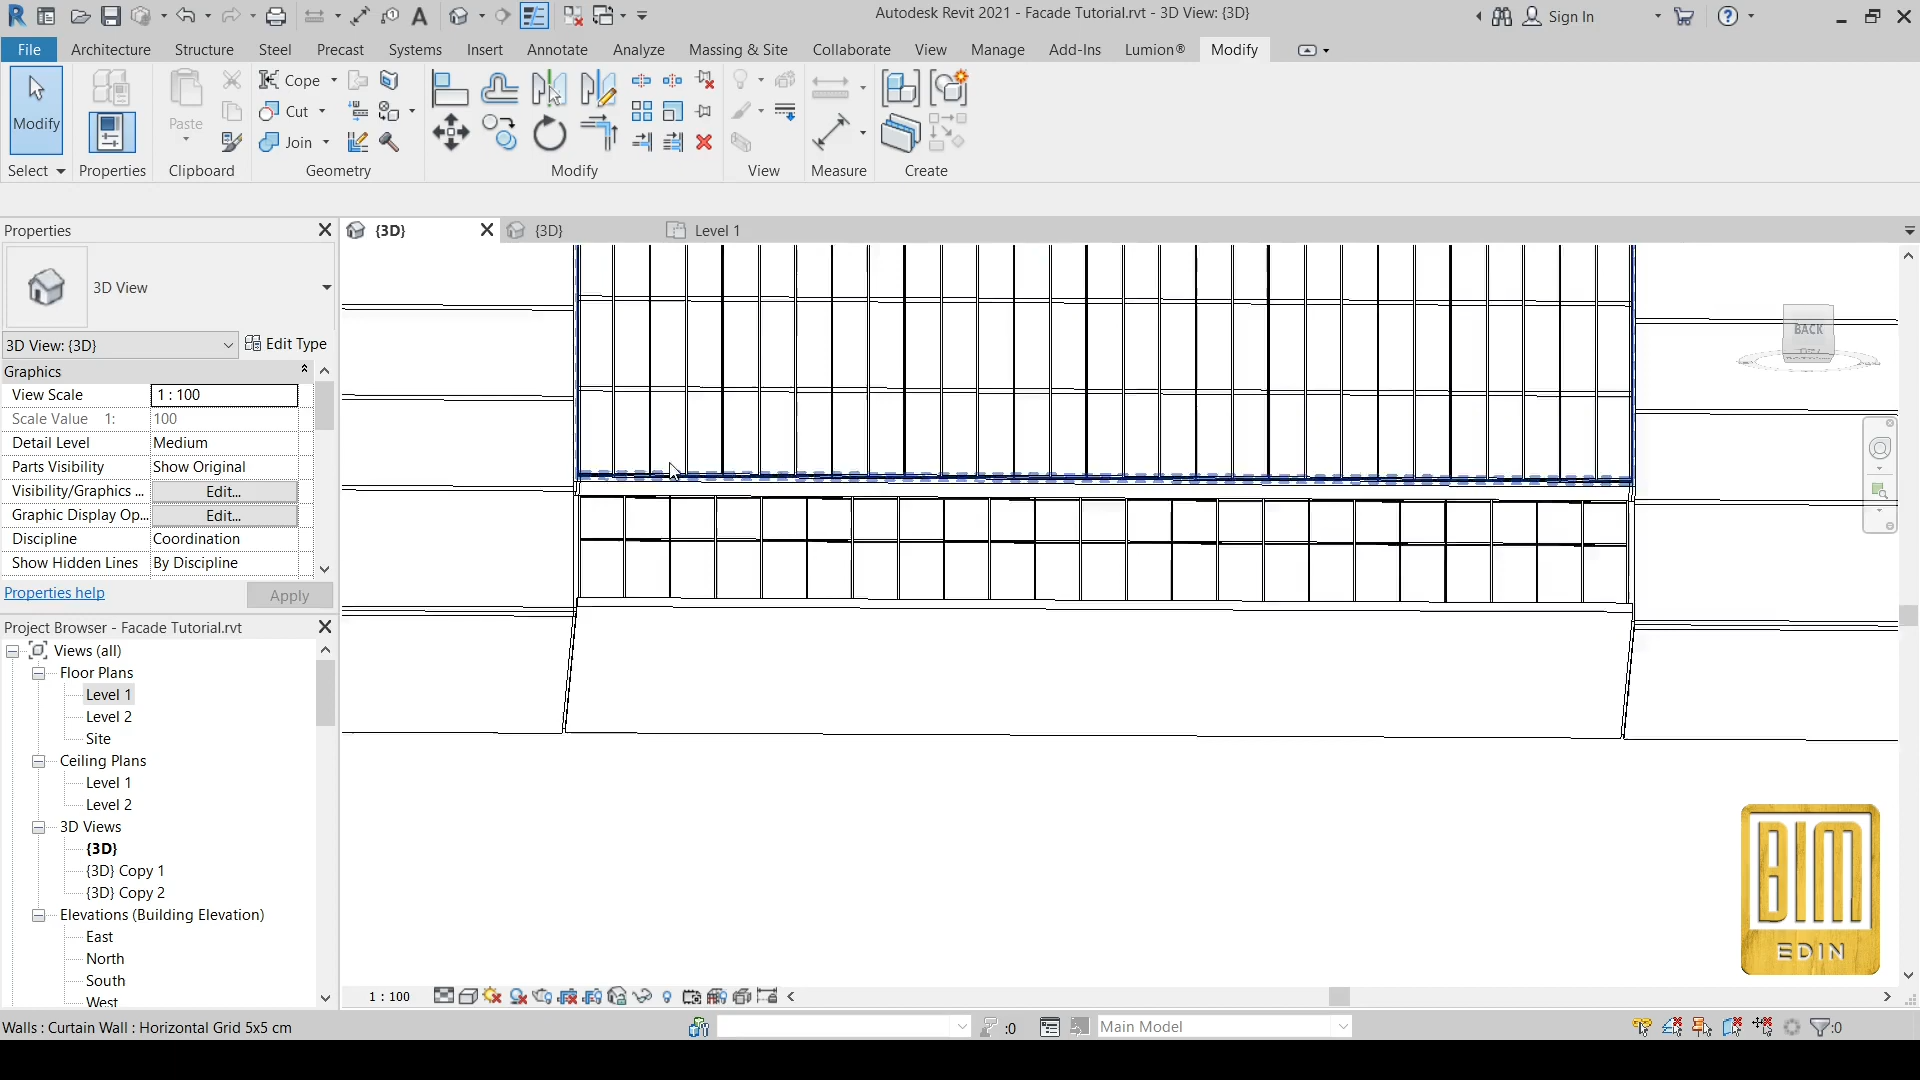 Autodesk Revit 2021 - Facade Tutorial.rvt - 3D View: {3D}
Sign In
File Architecture Structure Steel Precast Systems Insert Annotate Analyze Massing & Site Collaborate View Manage Add-Ins Lumion® Modify
Modify
Paste
Cope
Cut
Join
Select Properties Clipboard Geometry Modify View Measure Create
Properties
{3D}
{3D}
Level 1
3D View
3D View: {3D}
Edit Type
Graphics
View Scale 1 : 100
Scale Value 1: 100
Detail Level Medium
Parts Visibility Show Original
Visibility/Graphics ... Edit...
Graphic Display Op... Edit...
Discipline Coordination
Show Hidden Lines By Discipline
Properties help
Apply
Project Browser - Facade Tutorial.rvt
Views (all)
Floor Plans
Level 1
Level 2
Site
Ceiling Plans
Level 1
Level 2
3D Views
{3D}
{3D} Copy 1
{3D} Copy 2
Elevations (Building Elevation)
East
North
South
West
BACK
BIM
EDIN
1 : 100
Walls : Curtain Wall : Horizontal Grid 5x5 cm
:0
Main Model
:0